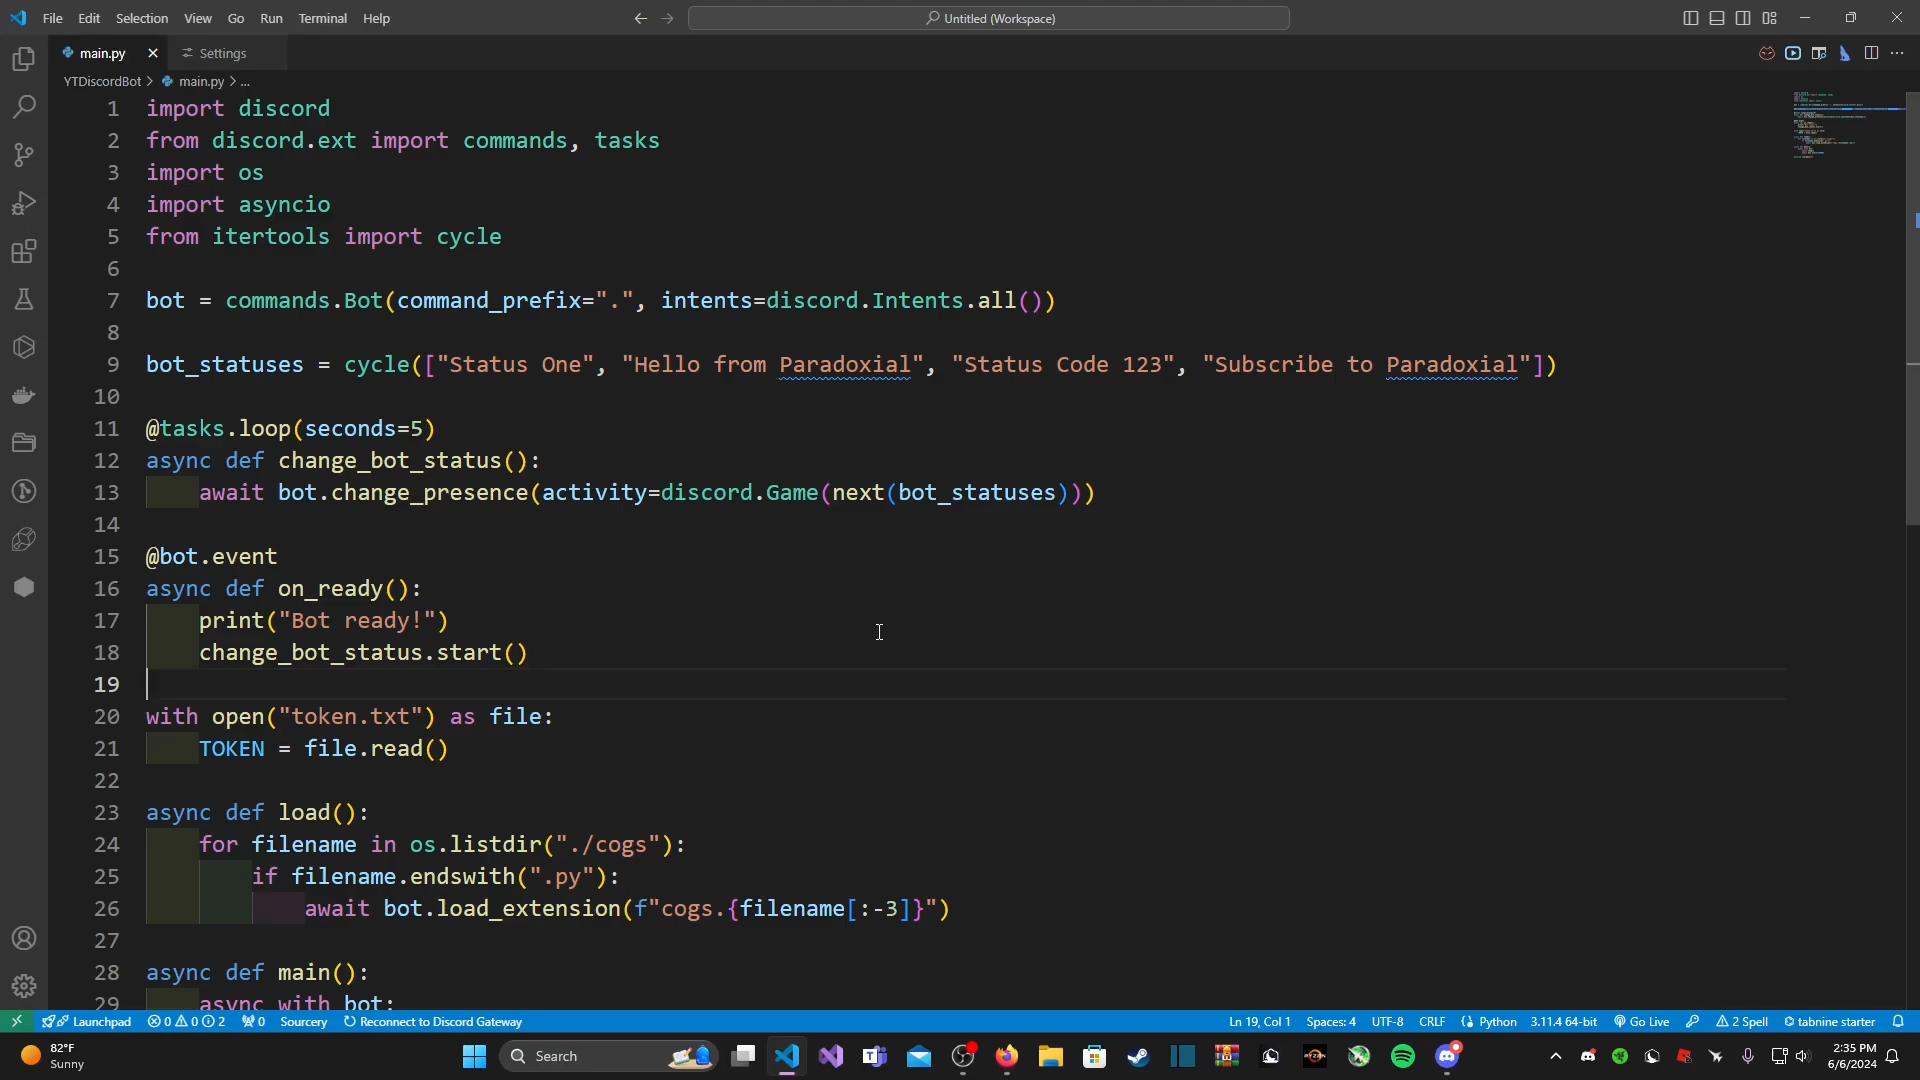 File Edit Selection View Go Run Terminal Help
Untitled (Workspace)
main.py
Settings
YTDiscordBot > main.py > ...
1 import discord
2 from discord.ext import commands, tasks
3 import os
4 import asyncio
5 from itertools import cycle
6
7 bot = commands.Bot(command_prefix=".", intents=discord.Intents.all())
8
9 bot_statuses = cycle(["Status One", "Hello from Paradoxial", "Status Code 123", "Subscribe to Paradoxial"])
10
11 @tasks.loop(seconds=5)
12 async def change_bot_status():
13     await bot.change_presence(activity=discord.Game(next(bot_statuses)))
14
15 @bot.event
16 async def on_ready():
17     print("Bot ready!")
18     change_bot_status.start()
19
20 with open("token.txt") as file:
21     TOKEN = file.read()
22
23 async def load():
24     for filename in os.listdir("./cogs"):
25         if filename.endswith(".py"):
26             await bot.load_extension(f"cogs.{filename[:-3]}")
27
28 async def main():
29     async with bot:
Launchpad 0 0 2 0 Sourcery Reconnect to Discord Gateway Ln 19, Col 1 Spaces: 4 UTF-8 CRLF Python 3.11.4 64-bit Go Live 2 Spell tabnine starter
82°F
Sunny
Search
2:35 PM
6/6/2024